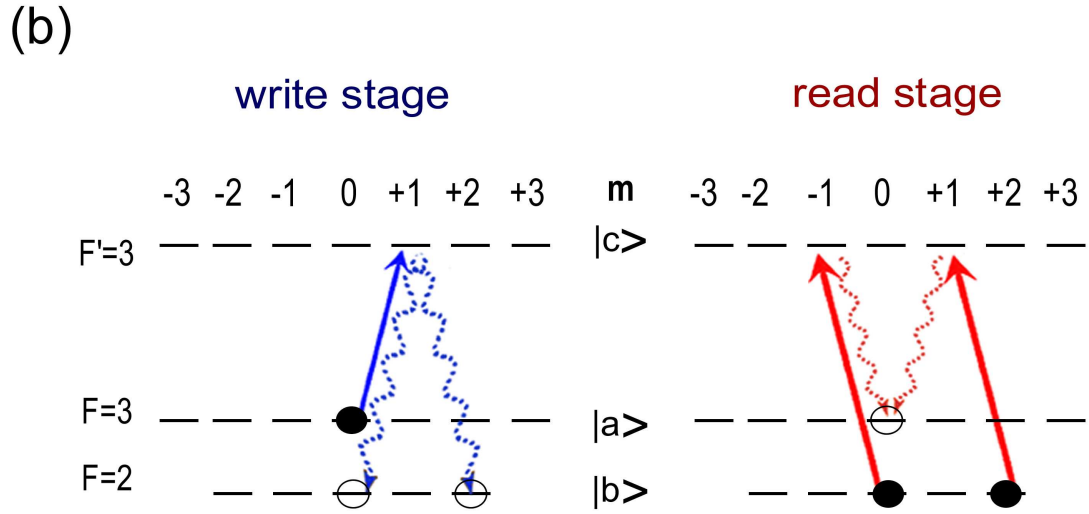 (b)
write stage read stage
-3 -2 -1 0 +1 +2 +3 m -3 -2 -1 0 +1 +2 +3
F'=3 |c>
F=3 |a>
F=2 |b>